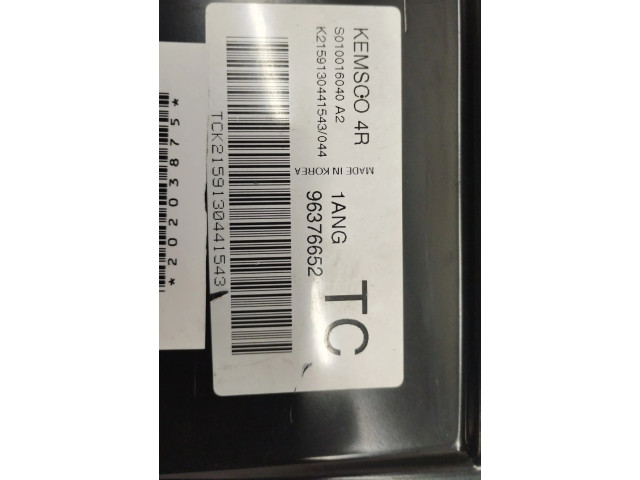 KEMSCO 4R
S010016040 A2
K2159130441543/044
MADE IN KOREA
1ANG
96376652
TC
TCK2159130441543
*20203875*